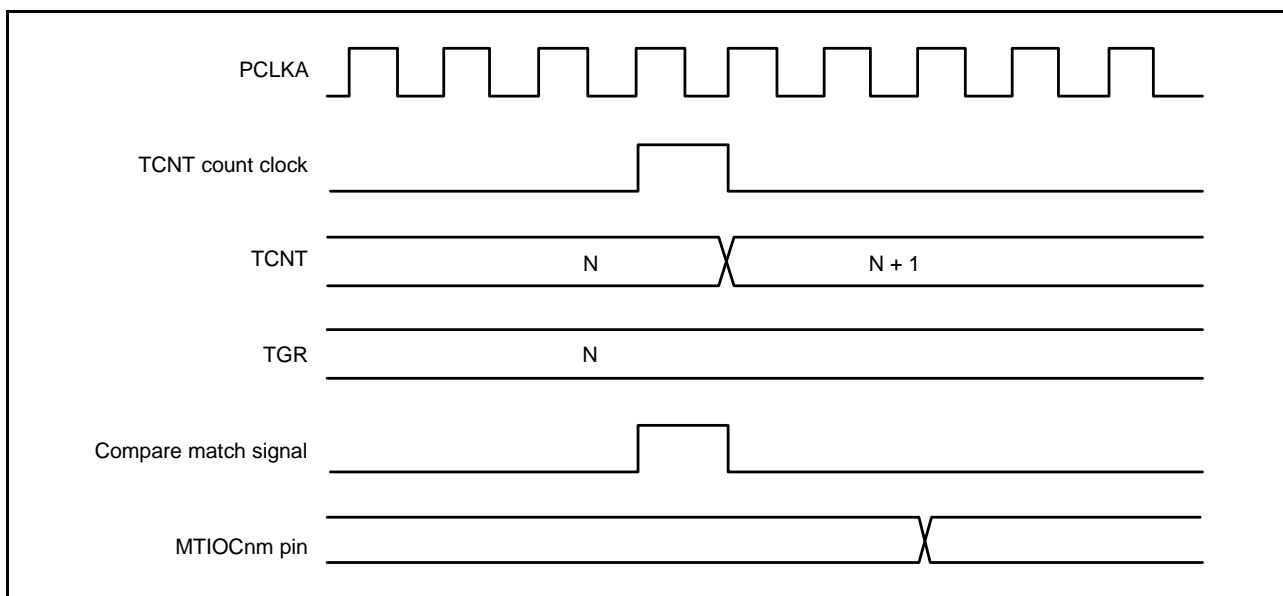 PCLKA
TCNT count clock
TCNT
N
N + 1
TGR
N
Compare match signal
MTIOCnm pin